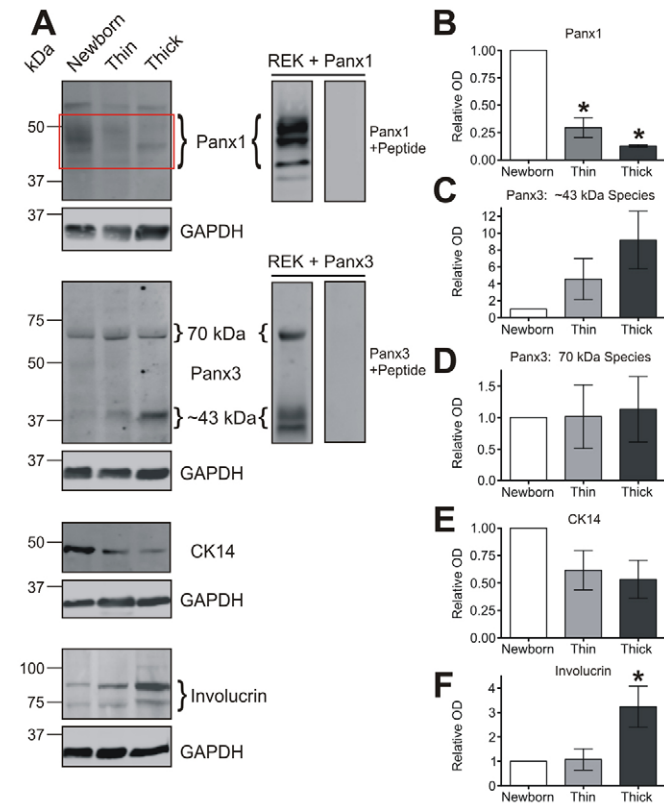 A
kDa
Newborn
Thin
Thick
REK + Panx1
50
37
Panx1
Panx1
+Peptide
37
GAPDH
REK + Panx3
75
70 kDa
50
Panx3
Panx3
+Peptide
37
~43 kDa
37
GAPDH
50
CK14
37
GAPDH
100
75
Involucrin
37
GAPDH
B
Panx1
Relative OD
1.00
0.75
0.50
0.25
0.00
*
*
Newborn Thin Thick
C
Panx3: ~43 kDa Species
Relative OD
12
10
8
6
4
2
0
Newborn Thin Thick
D
Panx3: 70 kDa Species
Relative OD
1.5
1.0
0.5
0.0
Newborn Thin Thick
E
CK14
Relative OD
1.00
0.75
0.50
0.25
0.00
Newborn Thin Thick
F
Involucrin
Relative OD
4
3
2
1
0
*
Newborn Thin Thick